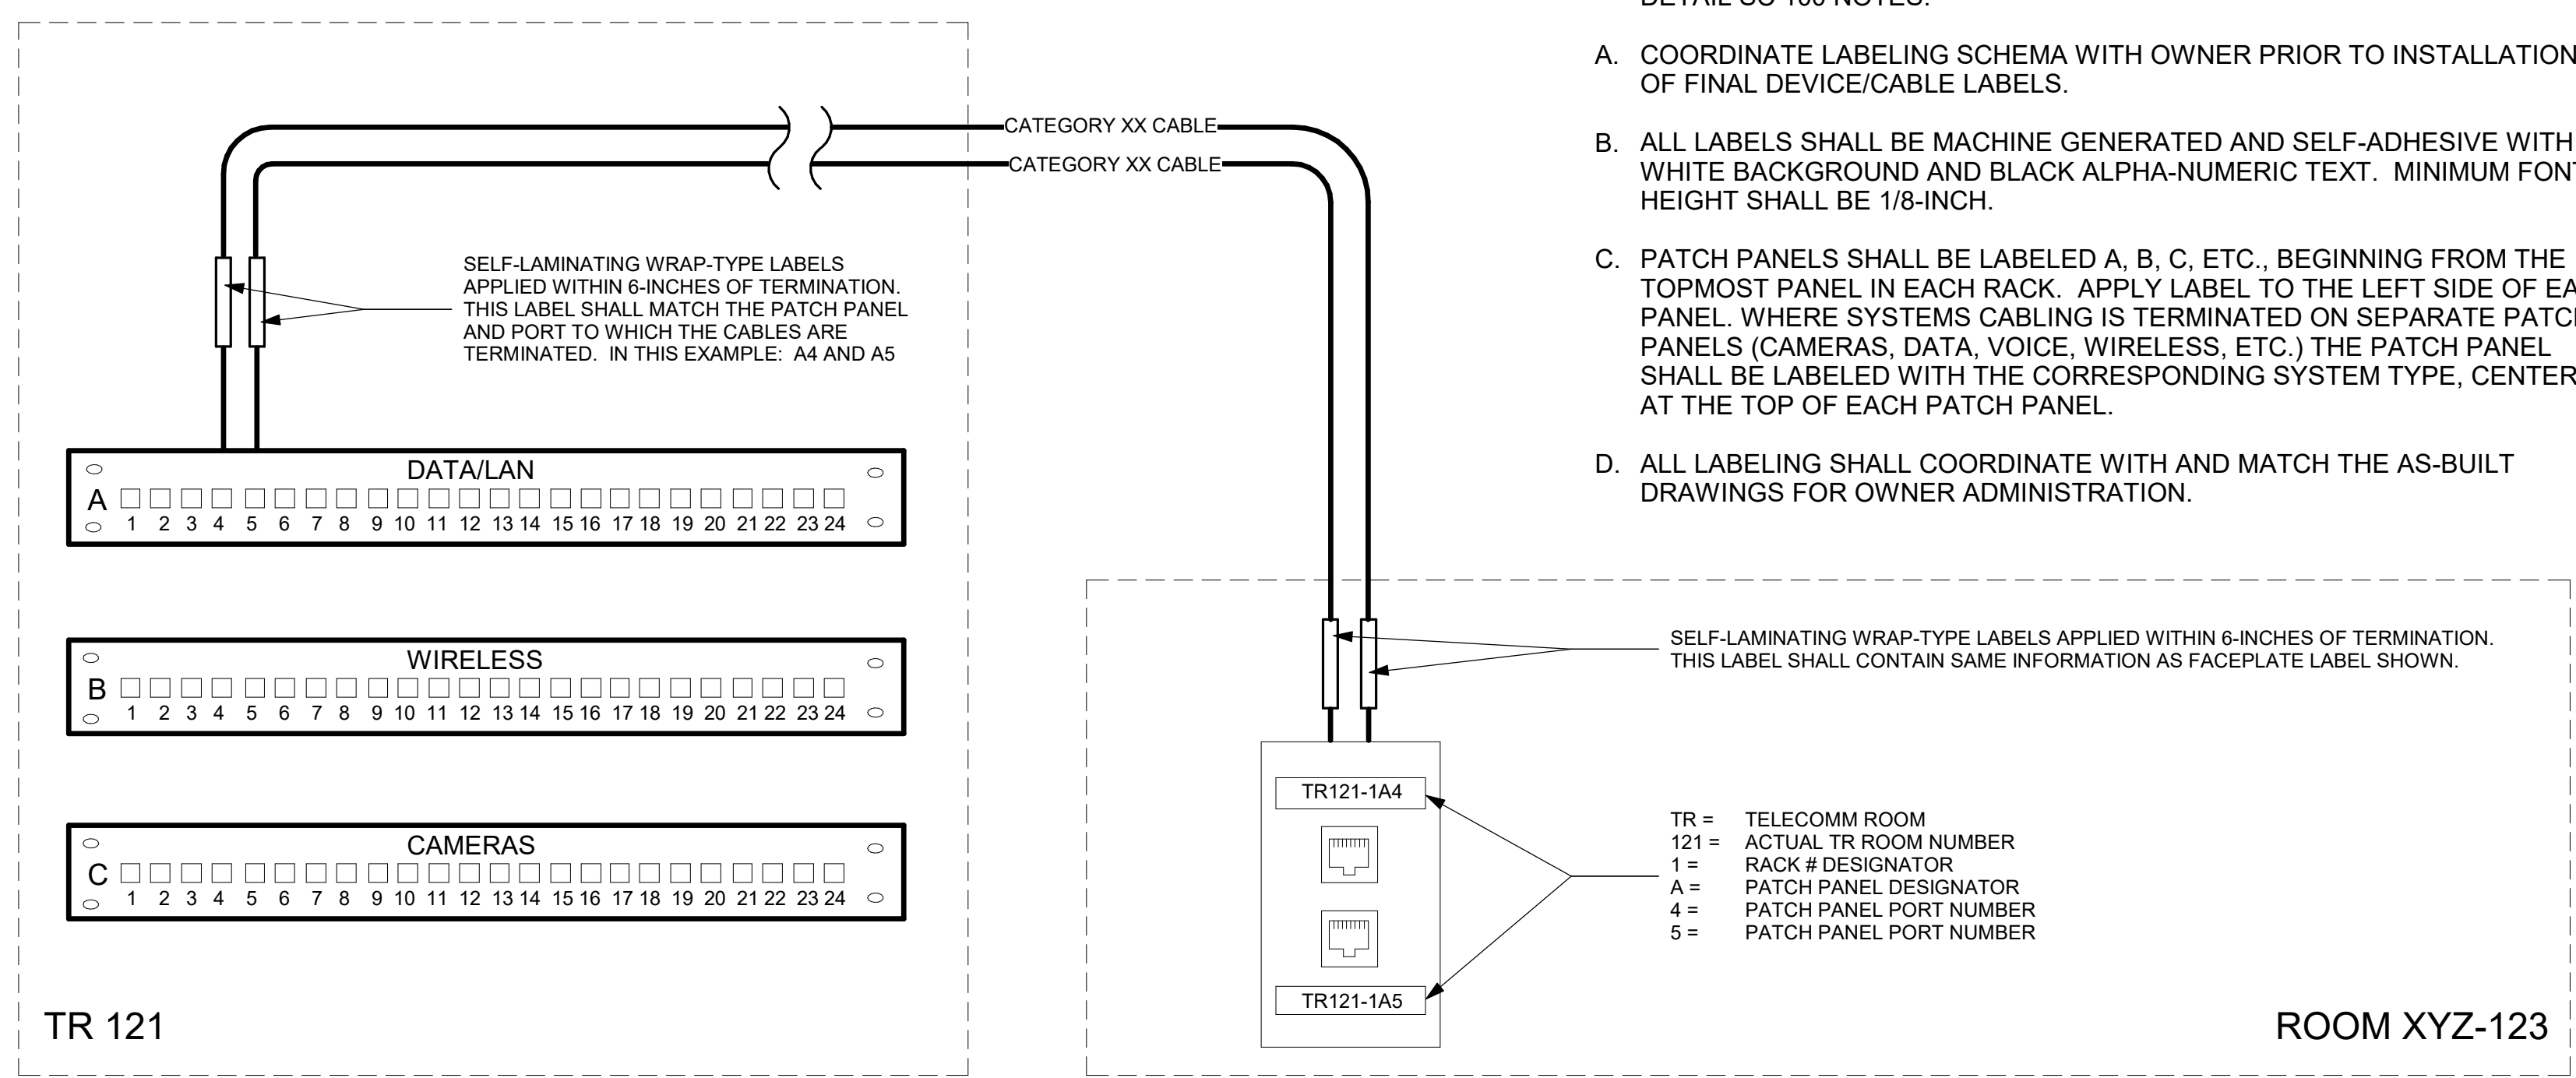 DETAIL SC-100 NOTES:
A. COORDINATE LABELING SCHEMA WITH OWNER PRIOR TO INSTALLATION
OF FINAL DEVICE/CABLE LABELS.
B. ALL LABELS SHALL BE MACHINE GENERATED AND SELF-ADHESIVE WITH
WHITE BACKGROUND AND BLACK ALPHA-NUMERIC TEXT. MINIMUM FONT
HEIGHT SHALL BE 1/8-INCH.
C. PATCH PANELS SHALL BE LABELED A, B, C, ETC., BEGINNING FROM THE
TOPMOST PANEL IN EACH RACK. APPLY LABEL TO THE LEFT SIDE OF EA
PANEL. WHERE SYSTEMS CABLING IS TERMINATED ON SEPARATE PATCH
PANELS (CAMERAS, DATA, VOICE, WIRELESS, ETC.) THE PATCH PANEL
SHALL BE LABELED WITH THE CORRESPONDING SYSTEM TYPE, CENTER
AT THE TOP OF EACH PATCH PANEL.
D. ALL LABELING SHALL COORDINATE WITH AND MATCH THE AS-BUILT
DRAWINGS FOR OWNER ADMINISTRATION.
CATEGORY XX CABLE
CATEGORY XX CABLE
SELF-LAMINATING WRAP-TYPE LABELS
APPLIED WITHIN 6-INCHES OF TERMINATION.
THIS LABEL SHALL MATCH THE PATCH PANEL
AND PORT TO WHICH THE CABLES ARE
TERMINATED. IN THIS EXAMPLE: A4 AND A5
DATA/LAN
A
1 2 3 4 5 6 7 8 9 10 11 12 13 14 15 16 17 18 19 20 21 22 23 24
WIRELESS
B
1 2 3 4 5 6 7 8 9 10 11 12 13 14 15 16 17 18 19 20 21 22 23 24
CAMERAS
C
1 2 3 4 5 6 7 8 9 10 11 12 13 14 15 16 17 18 19 20 21 22 23 24
TR 121
SELF-LAMINATING WRAP-TYPE LABELS APPLIED WITHIN 6-INCHES OF TERMINATION.
THIS LABEL SHALL CONTAIN SAME INFORMATION AS FACEPLATE LABEL SHOWN.
TR121-1A4
TR121-1A5
TR = TELECOMM ROOM
121 = ACTUAL TR ROOM NUMBER
1 = RACK # DESIGNATOR
A = PATCH PANEL DESIGNATOR
4 = PATCH PANEL PORT NUMBER
5 = PATCH PANEL PORT NUMBER
ROOM XYZ-123